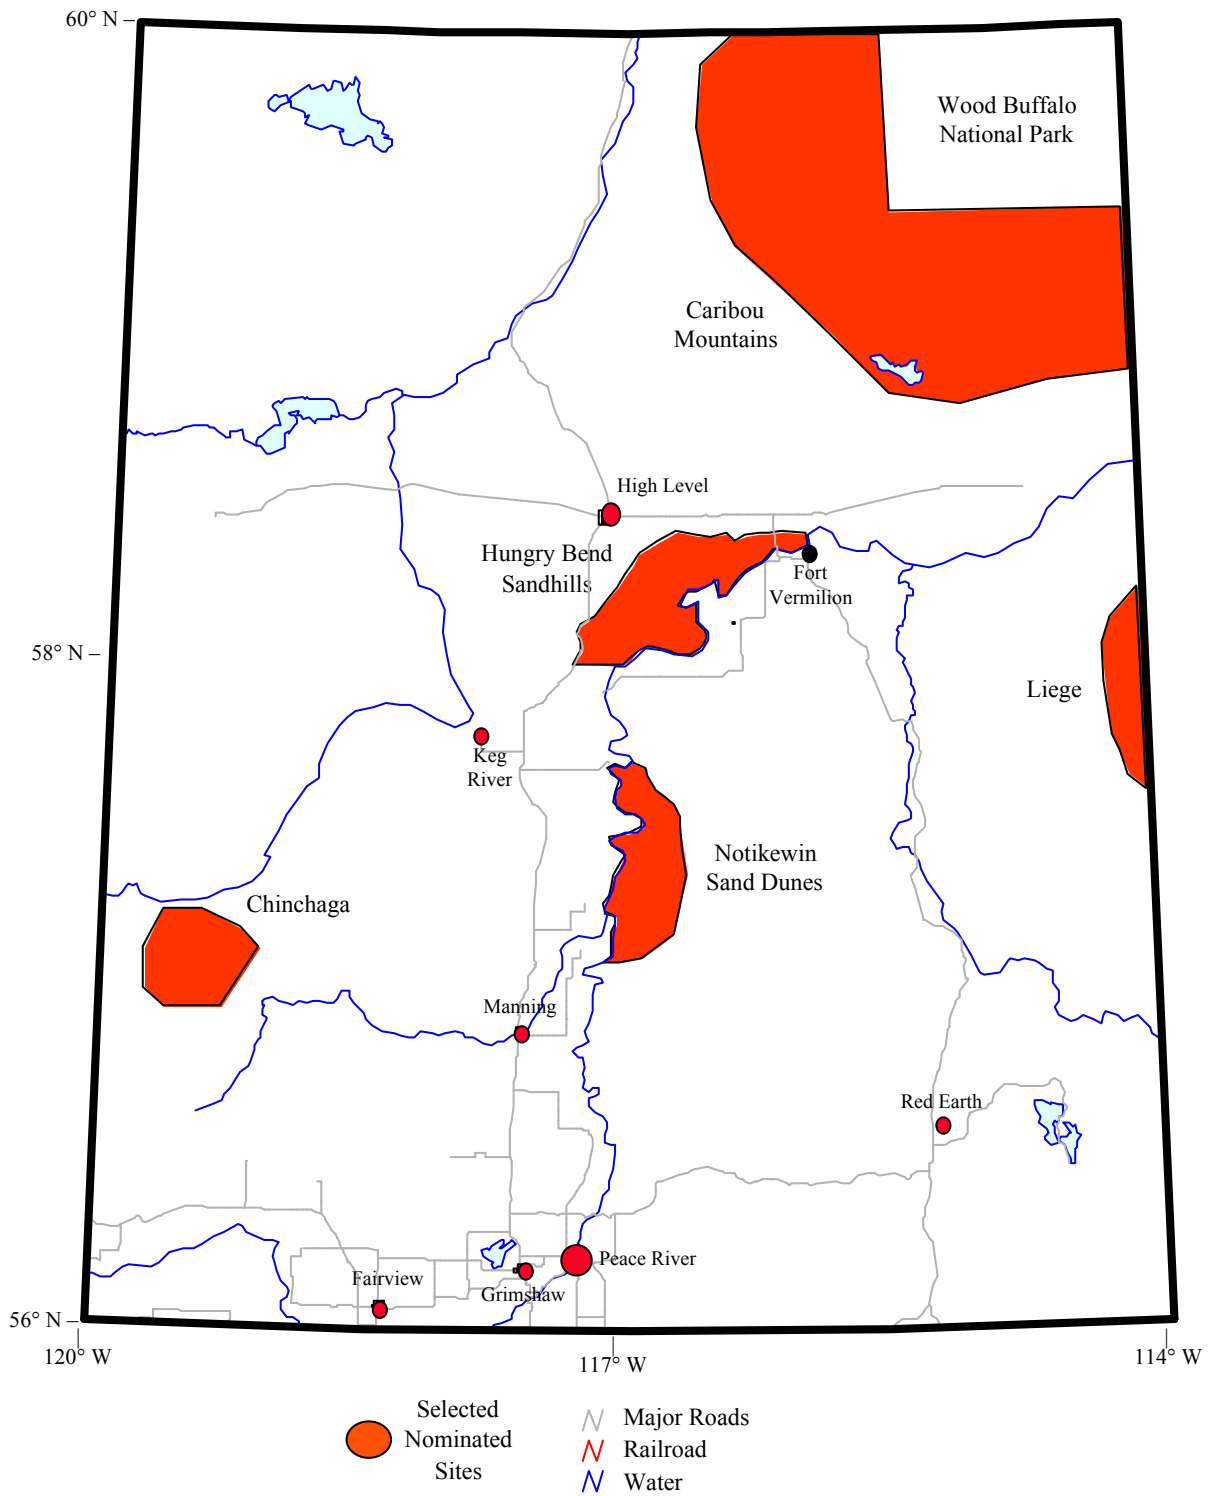 60° N
Wood Buffalo
National Park
Caribou
Mountains
High Level
Hungry Bend
Sandhills
Fort
Vermilion
58° N
Liege
Keg
River
Notikewin
Sand Dunes
Chinchaga
Manning
Red Earth
Peace River
Fairview
Grimshaw
56° N
120° W
117° W
114° W
Selected
Nominated
Sites
Major Roads
Railroad
Water